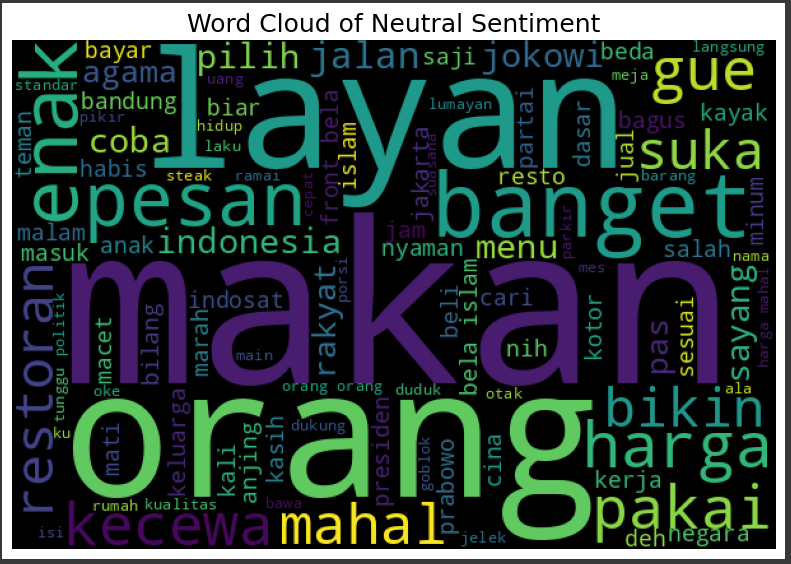 Word Cloud of Neutral Sentiment
enak
bayar
layan
pilih
jalan
saji
jokowi
beda
langsung
agama
uang
meja
gue
standar
bandung
pikir
biar
lumayan
partai
dasar
bagus
kayak
teman
coba
hidup
laku
front bela
islam
jakarta
suasana
jual
suka
habis
steak
ramai
cepat
resto
barang
minum
pesan
banget
malam
anak
indonesia
jam
nyaman
menu
parkir
salah
nama
masuk
makan
restoran
tunggu
politik
macet
bilang
indosat
marah
main
rakyat
porsi
beli
bela islam
cari
nih
mes
kotor
pas
sesuai
sayang
harga mahal
oke
orang orang
duduk
otak
ala
ku
orang
bikin
mati
keluarga
kali
anjing
kasih
dukung
presiden
goblok
prabowo
cina
harga
kerja
rumah
kualitas
bawa
pakai
isi
kecewa
mahal
jelek
deh
negara